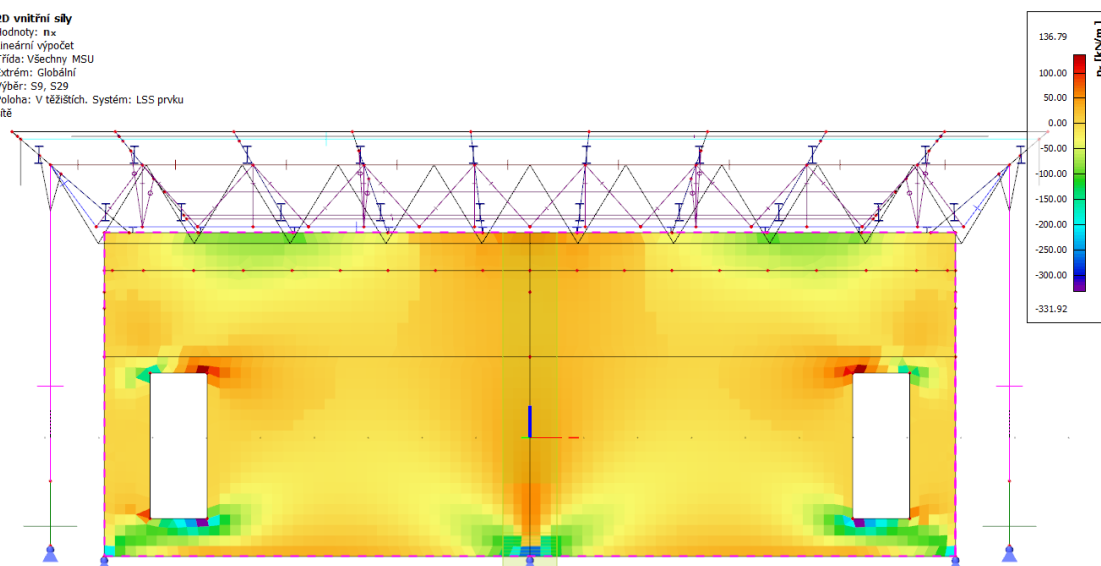 2D vnitřní síly
Hodnoty: nx
Lineární výpočet
Třída: Všechny MSU
Extrém: Globální
Výběr: S9, S29
Poloha: V těžištích. Systém: LSS prvku
sítě
136.79
100.00
50.00
0.00
-50.00
-100.00
-150.00
-200.00
-250.00
-300.00
-331.92
[kN/m]